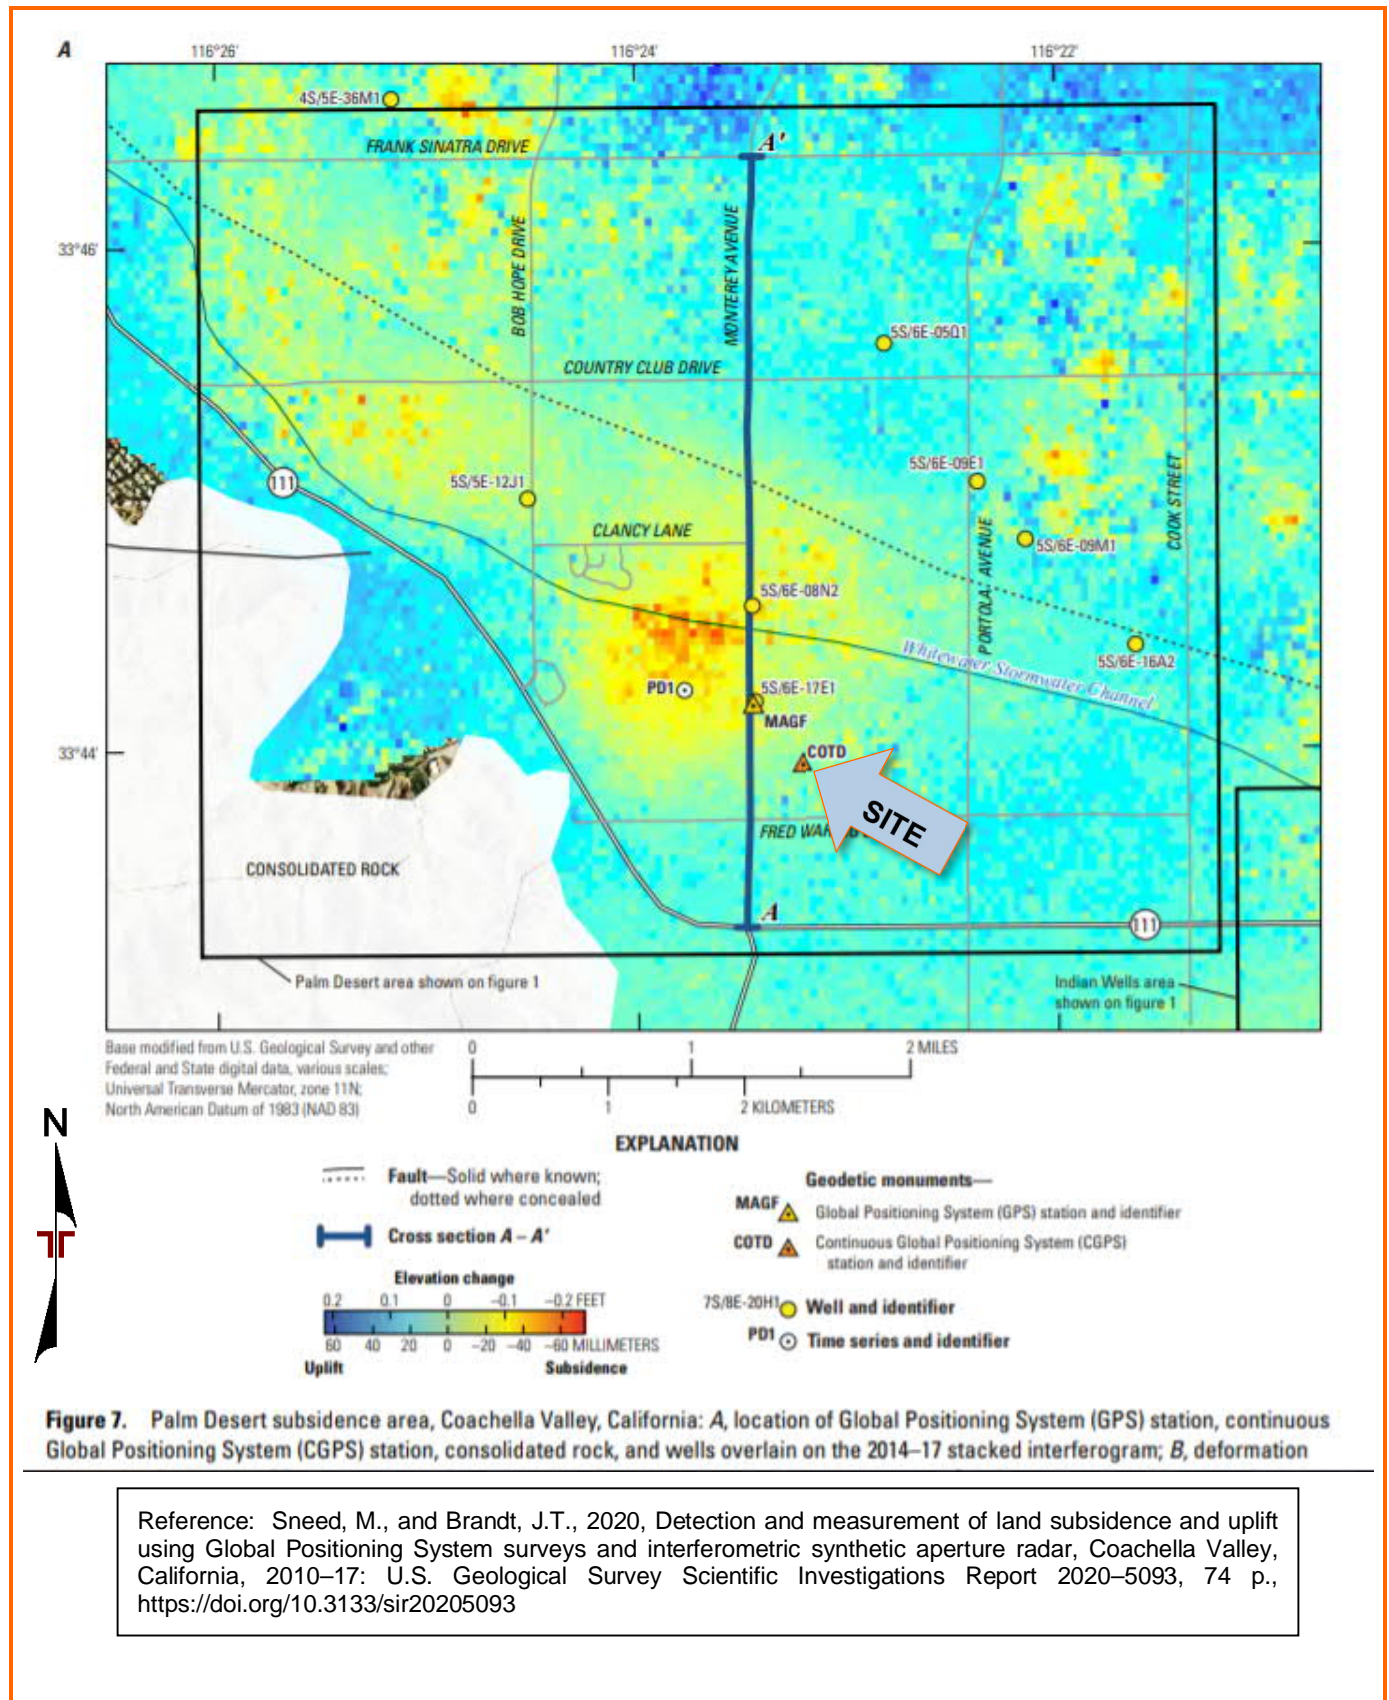 A
116°26'
116°24'
116°22'
4S/5E-36M1
FRANK SINATRA DRIVE
A'
33°46'
BOB HOPE DRIVE
MONTEREY AVENUE
5S/6E-05Q1
COUNTRY CLUB DRIVE
111
5S/5E-12J1
5S/6E-09E1
COOK STREET
CLANCY LANE
5S/6E-09M1
PORTOLA AVENUE
5S/6E-08N2
Whitewater Stormwater Channel
5S/6E-16A2
PD1
5S/6E-17E1
MAGF
33°44'
COTD
SITE
FRED WAR
CONSOLIDATED ROCK
A
111
Palm Desert area shown on figure 1
Indian Wells area
shown on figure 1
Base modified from U.S. Geological Survey and other
Federal and State digital data, various scales;
Universal Transverse Mercator, zone 11N;
North American Datum of 1983 (NAD 83)
0 1 2 MILES
0 1 2 KILOMETERS
N
EXPLANATION
Fault—Solid where known;
dotted where concealed
Cross section A – A'
Elevation change
0.2 0.1 0 –0.1 –0.2 FEET
60 40 20 0 –20 –40 –60 MILLIMETERS
Uplift Subsidence
Geodetic monuments—
MAGF Global Positioning System (GPS) station and identifier
COTD Continuous Global Positioning System (CGPS)
station and identifier
7S/8E-20H1 Well and identifier
PD1 Time series and identifier
Figure 7. Palm Desert subsidence area, Coachella Valley, California: A, location of Global Positioning System (GPS) station, continuous
Global Positioning System (CGPS) station, consolidated rock, and wells overlain on the 2014–17 stacked interferogram; B, deformation
Reference: Sneed, M., and Brandt, J.T., 2020, Detection and measurement of land subsidence and uplift
using Global Positioning System surveys and interferometric synthetic aperture radar, Coachella Valley,
California, 2010–17: U.S. Geological Survey Scientific Investigations Report 2020–5093, 74 p.,
https://doi.org/10.3133/sir20205093